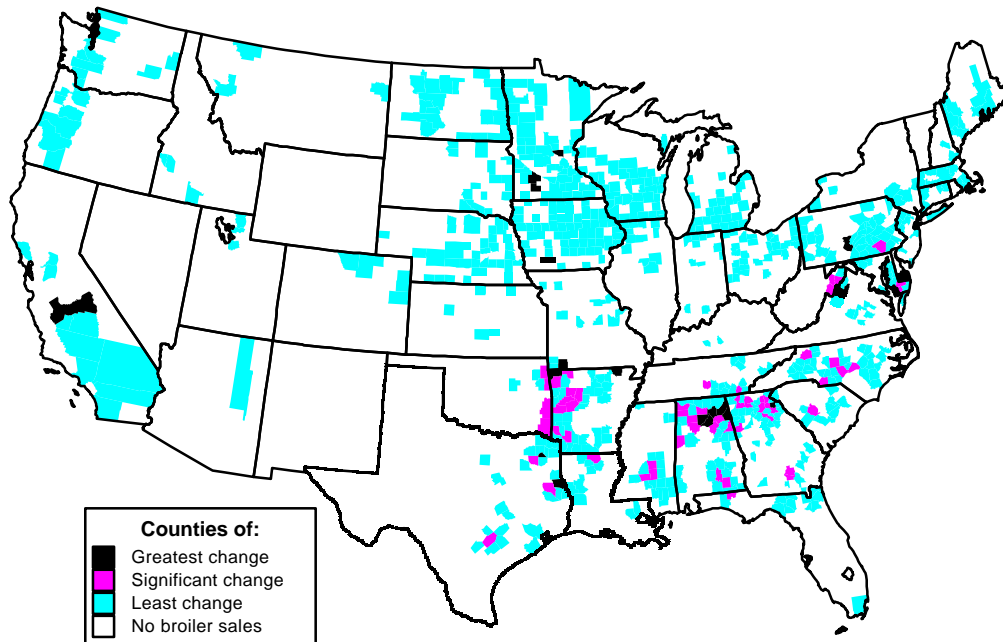 Counties of:
Greatest change
Significant change
Least change
No broiler sales